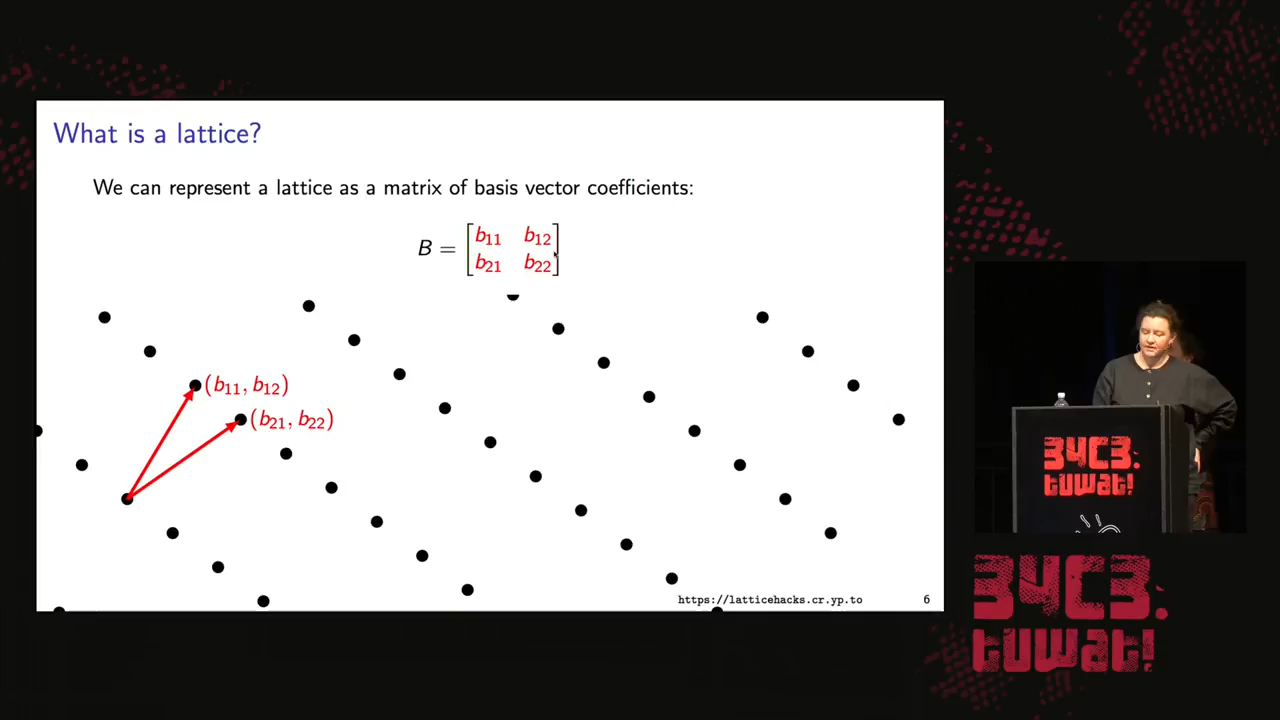 What is a lattice?
We can represent a lattice as a matrix of basis vector coefficients:
B = [b₁₁ b₁₂
b₂₁ b₂₂]
(b₁₁, b₁₂)
(b₂₁, b₂₂)
https://latticehacks.cr.yp.to 6
34C3:
tuwat!
34C3:
tuwat!